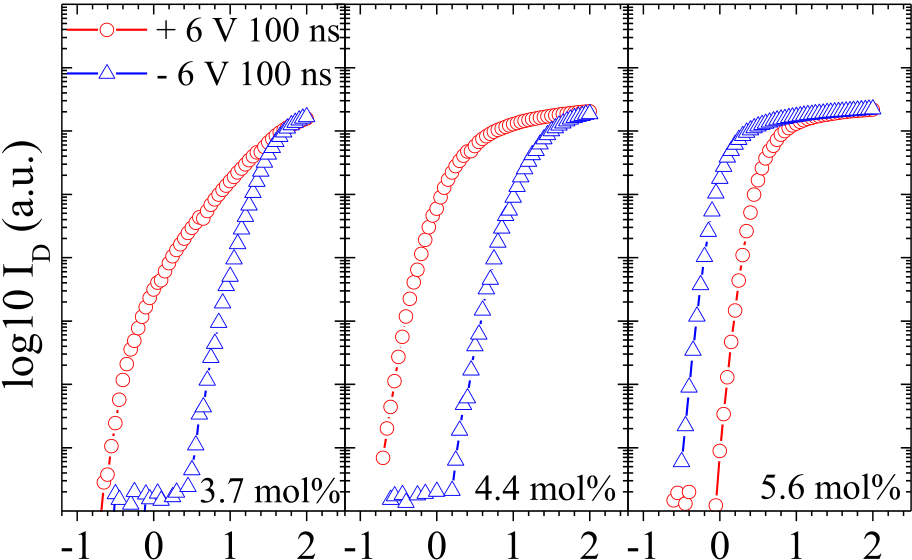 + 6 V 100 ns
- 6 V 100 ns
log10 I_D (a.u.)
3.7 mol%
4.4 mol%
5.6 mol%
-1 0 1 2 -1 0 1 2 -1 0 1 2